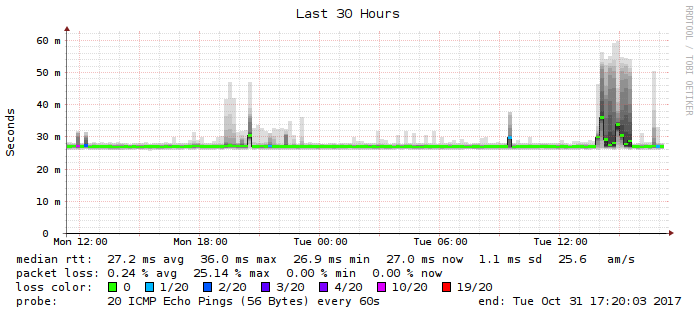 Last 30 Hours
RRDTOOL / TOBI OETIKER
Seconds
60 m
50 m
40 m
30 m
20 m
10 m
0
Mon 12:00 Mon 18:00 Tue 00:00 Tue 06:00 Tue 12:00
median rtt: 27.2 ms avg 36.0 ms max 26.9 ms min 27.0 ms now 1.1 ms sd 25.6 am/s
packet loss: 0.24 % avg 25.14 % max 0.00 % min 0.00 % now
loss color: 0 1/20 2/20 3/20 4/20 10/20 19/20
probe: 20 ICMP Echo Pings (56 Bytes) every 60s end: Tue Oct 31 17:20:03 2017